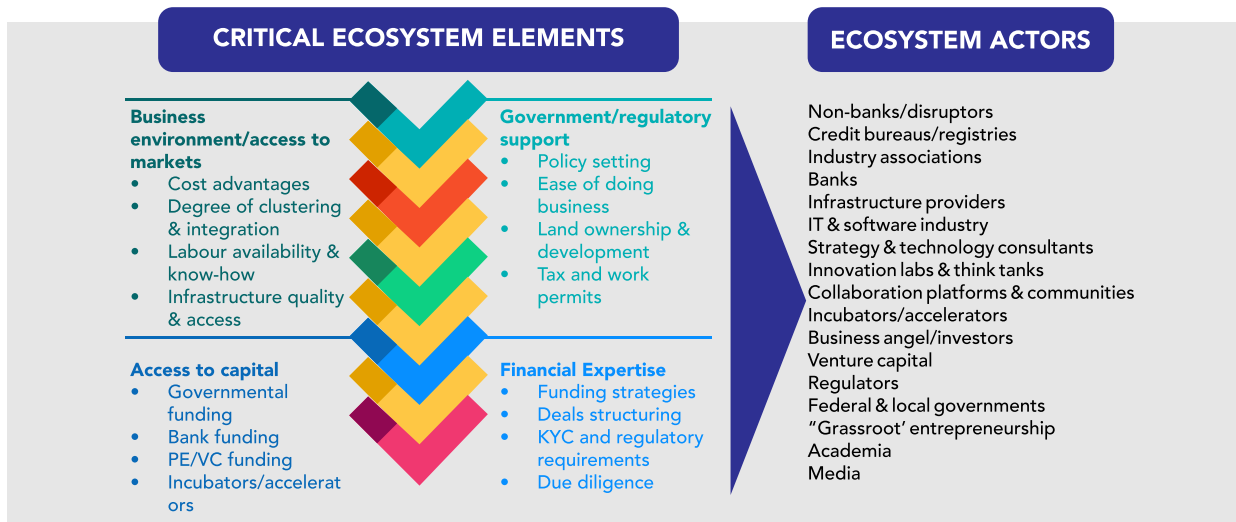 CRITICAL ECOSYSTEM ELEMENTS
Business
environment/access to
markets
• Cost advantages
• Degree of clustering
& integration
• Labour availability &
know-how
• Infrastructure quality
& access
Government/regulatory
support
• Policy setting
• Ease of doing
business
• Land ownership &
development
• Tax and work
permits
Access to capital
• Governmental
funding
• Bank funding
• PE/VC funding
• Incubators/accelerat
ors
Financial Expertise
• Funding strategies
• Deals structuring
• KYC and regulatory
requirements
• Due diligence
ECOSYSTEM ACTORS
Non-banks/disruptors
Credit bureaus/registries
Industry associations
Banks
Infrastructure providers
IT & software industry
Strategy & technology consultants
Innovation labs & think tanks
Collaboration platforms & communities
Incubators/accelerators
Business angel/investors
Venture capital
Regulators
Federal & local governments
“Grassroot’ entrepreneurship
Academia
Media